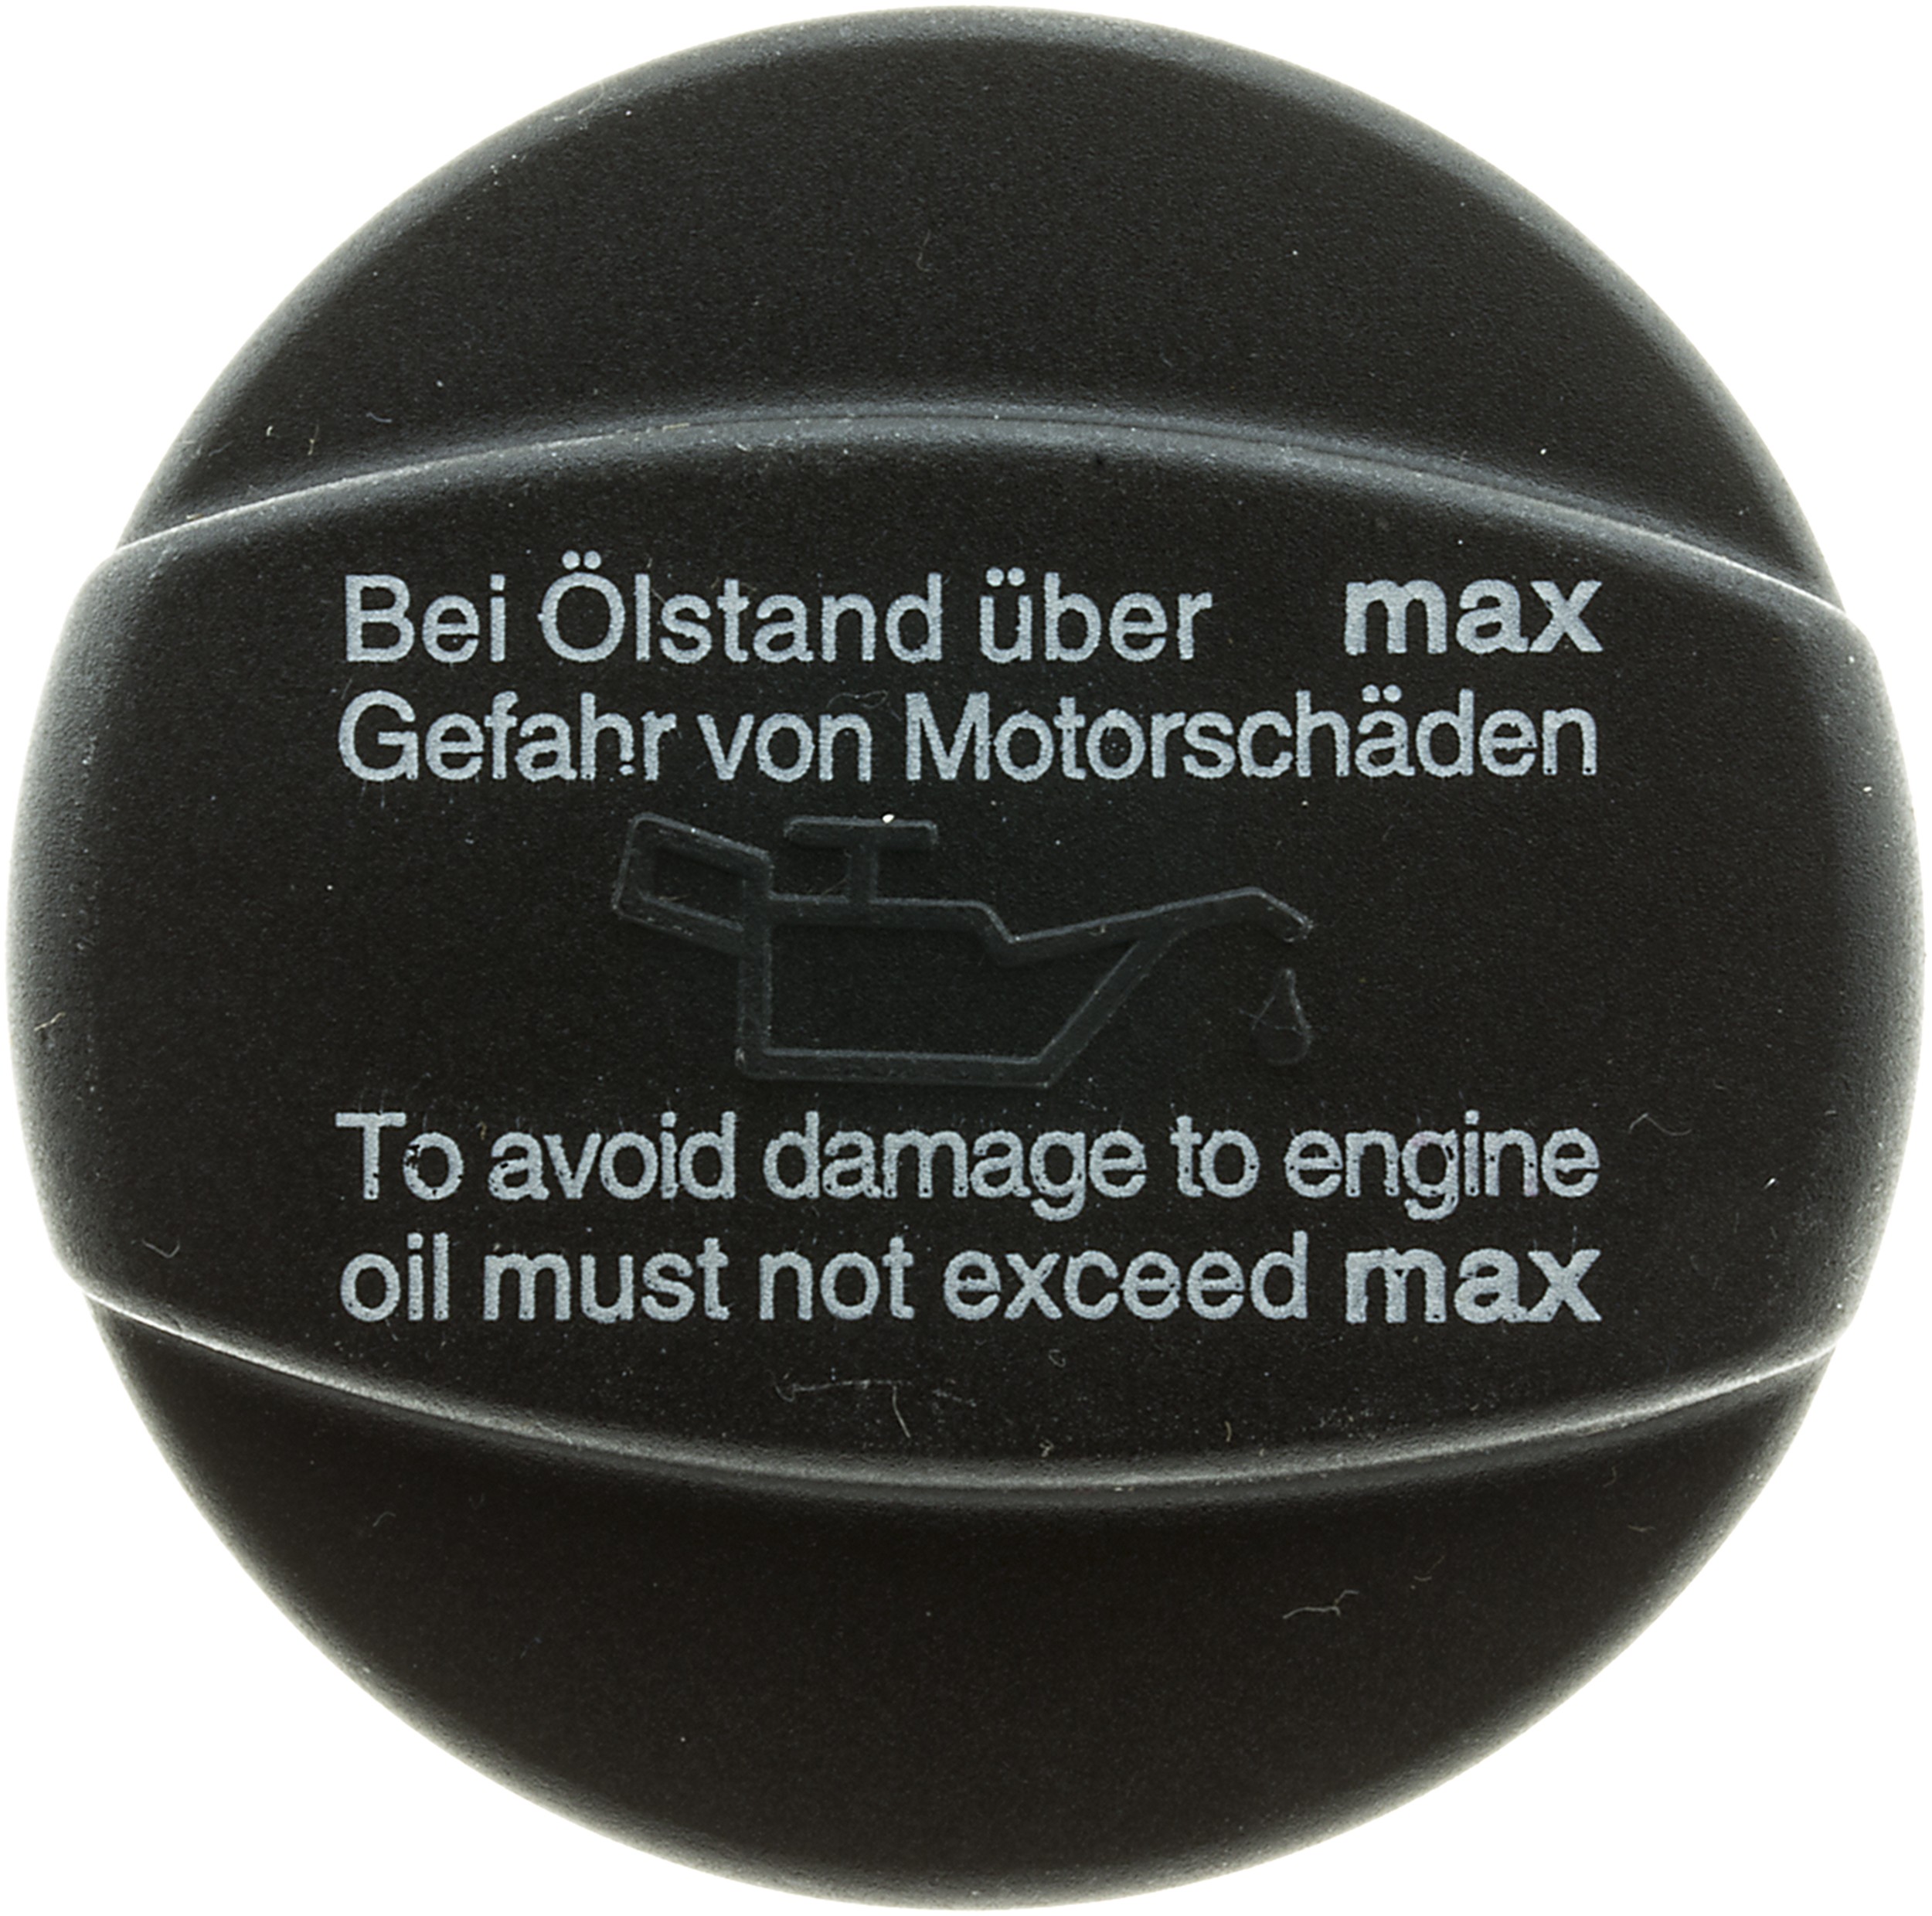 Bei Ölstand über max
Gefahr von Motorschäden
To avoid damage to engine
oil must not exceed max